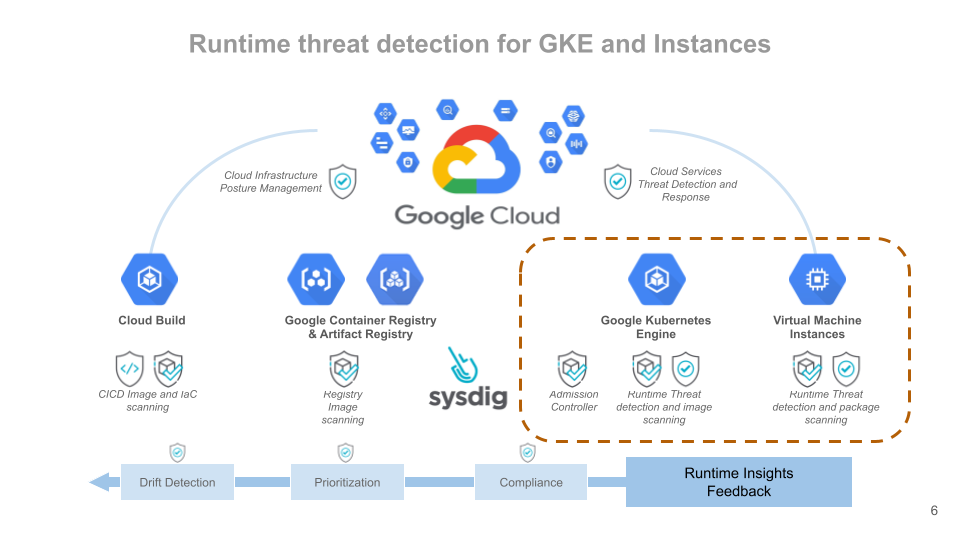 Runtime threat detection for GKE and Instances
Cloud Infrastructure
Posture Management
Cloud Services
Threat Detection and
Response
Google Cloud
Cloud Build
Google Container Registry
& Artifact Registry
Google Kubernetes
Engine
Virtual Machine
Instances
CICD Image and IaC
scanning
Registry
Image
scanning
sysdig
Admission
Controller
Runtime Threat
detection and image
scanning
Runtime Threat
detection and package
scanning
Drift Detection
Prioritization
Compliance
Runtime Insights
Feedback
6